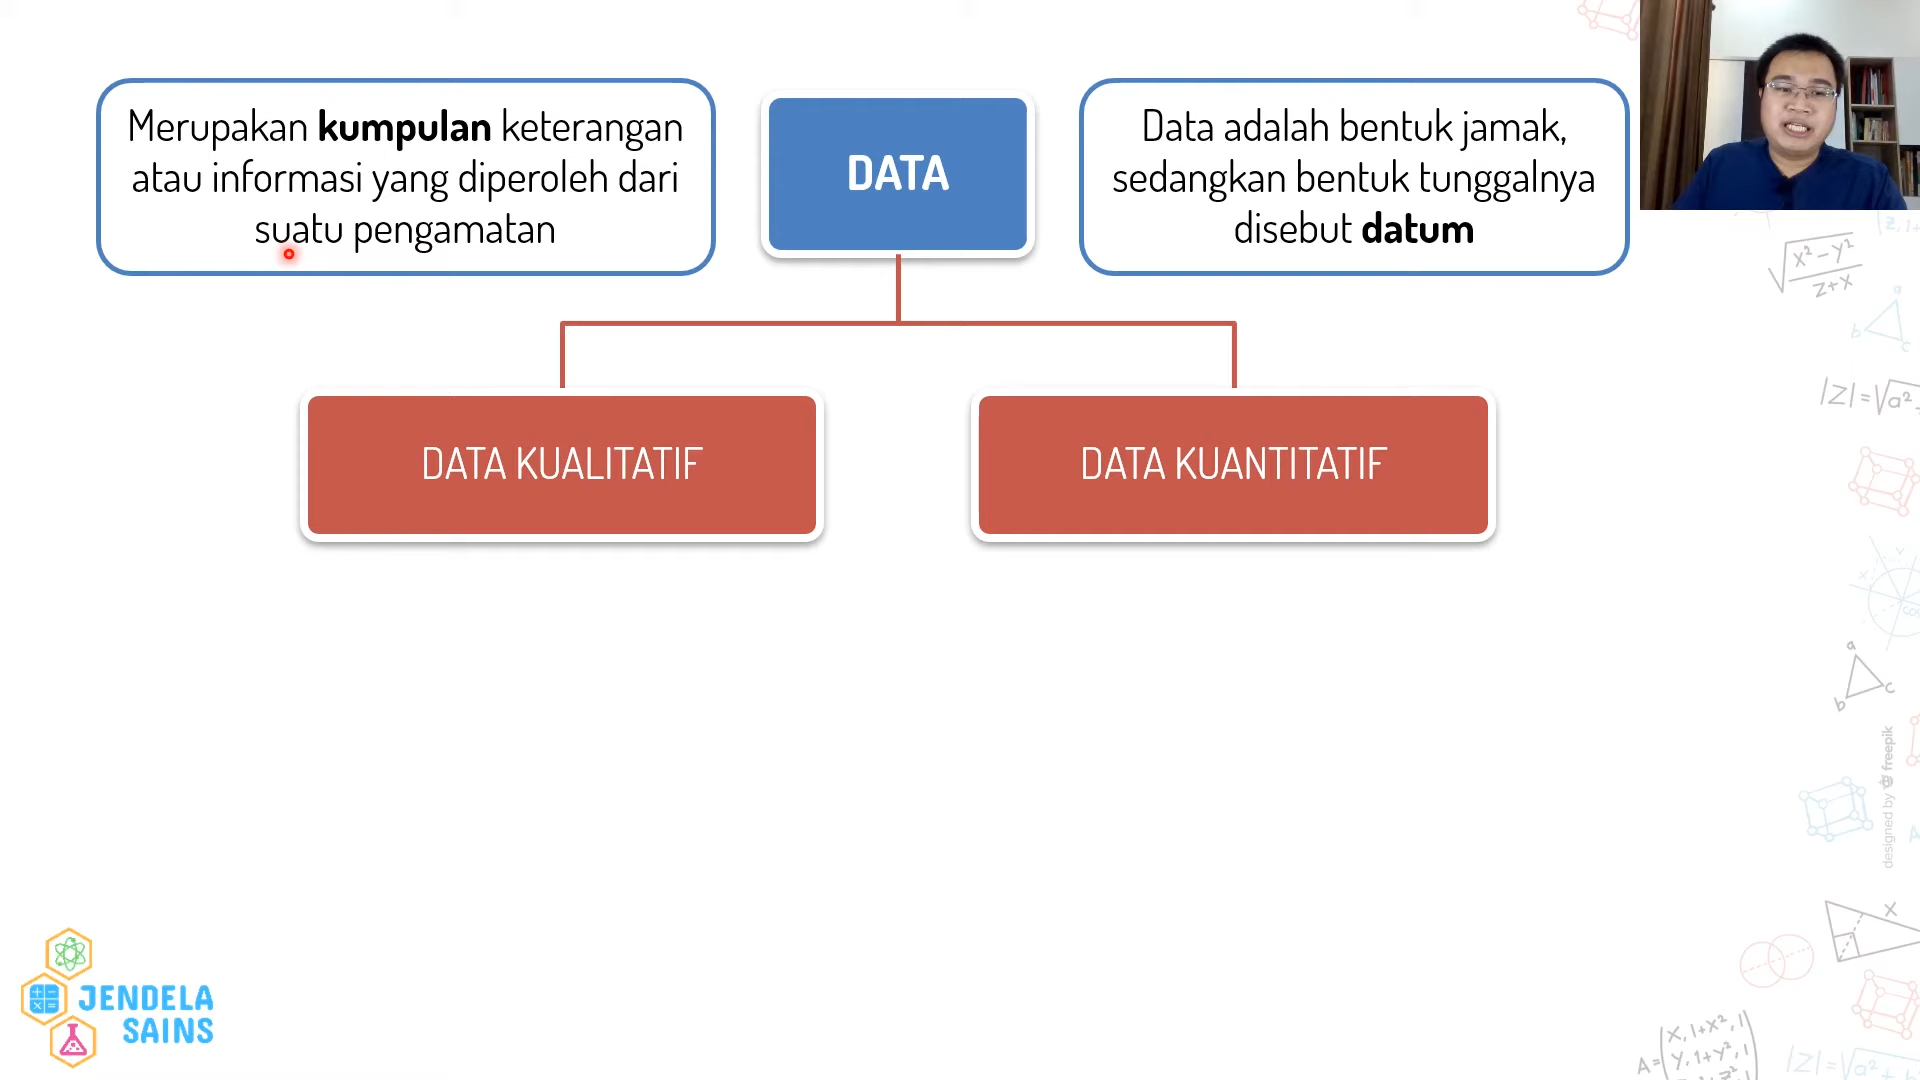 Merupakan kumpulan keterangan
atau informasi yang diperoleh dari
suatu pengamatan
DATA
Data adalah bentuk jamak,
sedangkan bentuk tunggalnya
disebut datum
DATA KUALITATIF
DATA KUANTITATIF
JENDELA
SAINS
designed by freepik